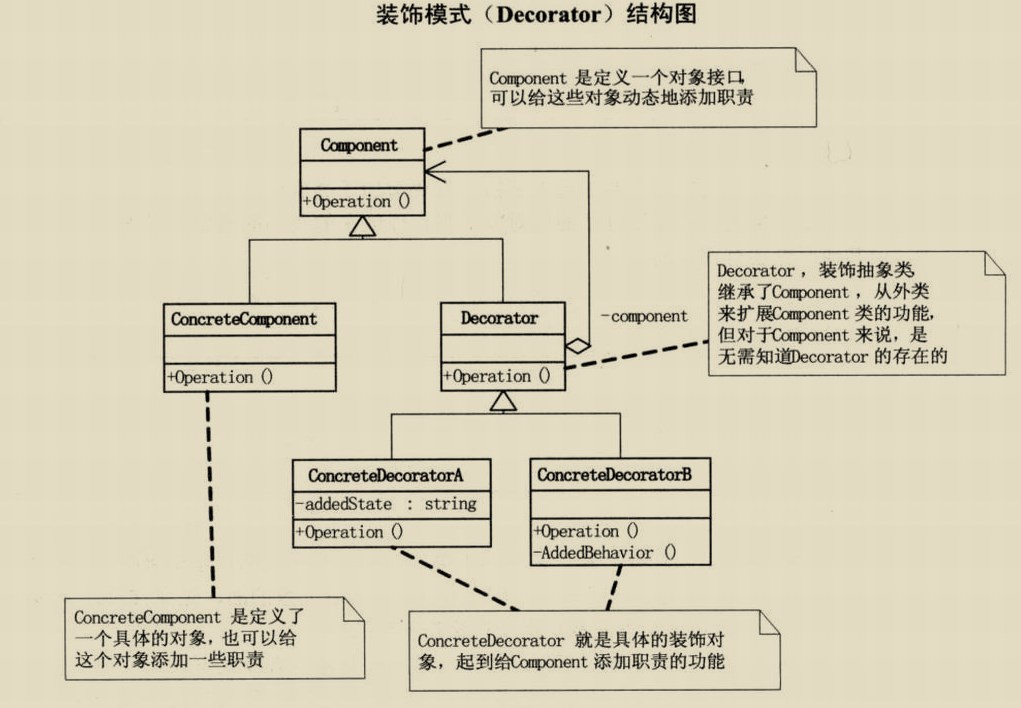 装饰模式（Decorator）结构图
Component 是定义一个对象接口，
可以给这些对象动态地添加职责
Component
+Operation ()
Decorator，装饰抽象类，
继承了Component，从外类
来扩展Component 类的功能，
但对于Component 来说，是
无需知道Decorator 的存在的
ConcreteComponent
+Operation ()
Decorator
+Operation ()
-component
ConcreteDecoratorA
-addedState : string
+Operation ()
ConcreteDecoratorB
+Operation ()
-AddedBehavior ()
ConcreteComponent 是定义了
一个具体的对象，也可以给
这个对象添加一些职责
ConcreteDecorator 就是具体的装饰对
象，起到给Component 添加职责的功能